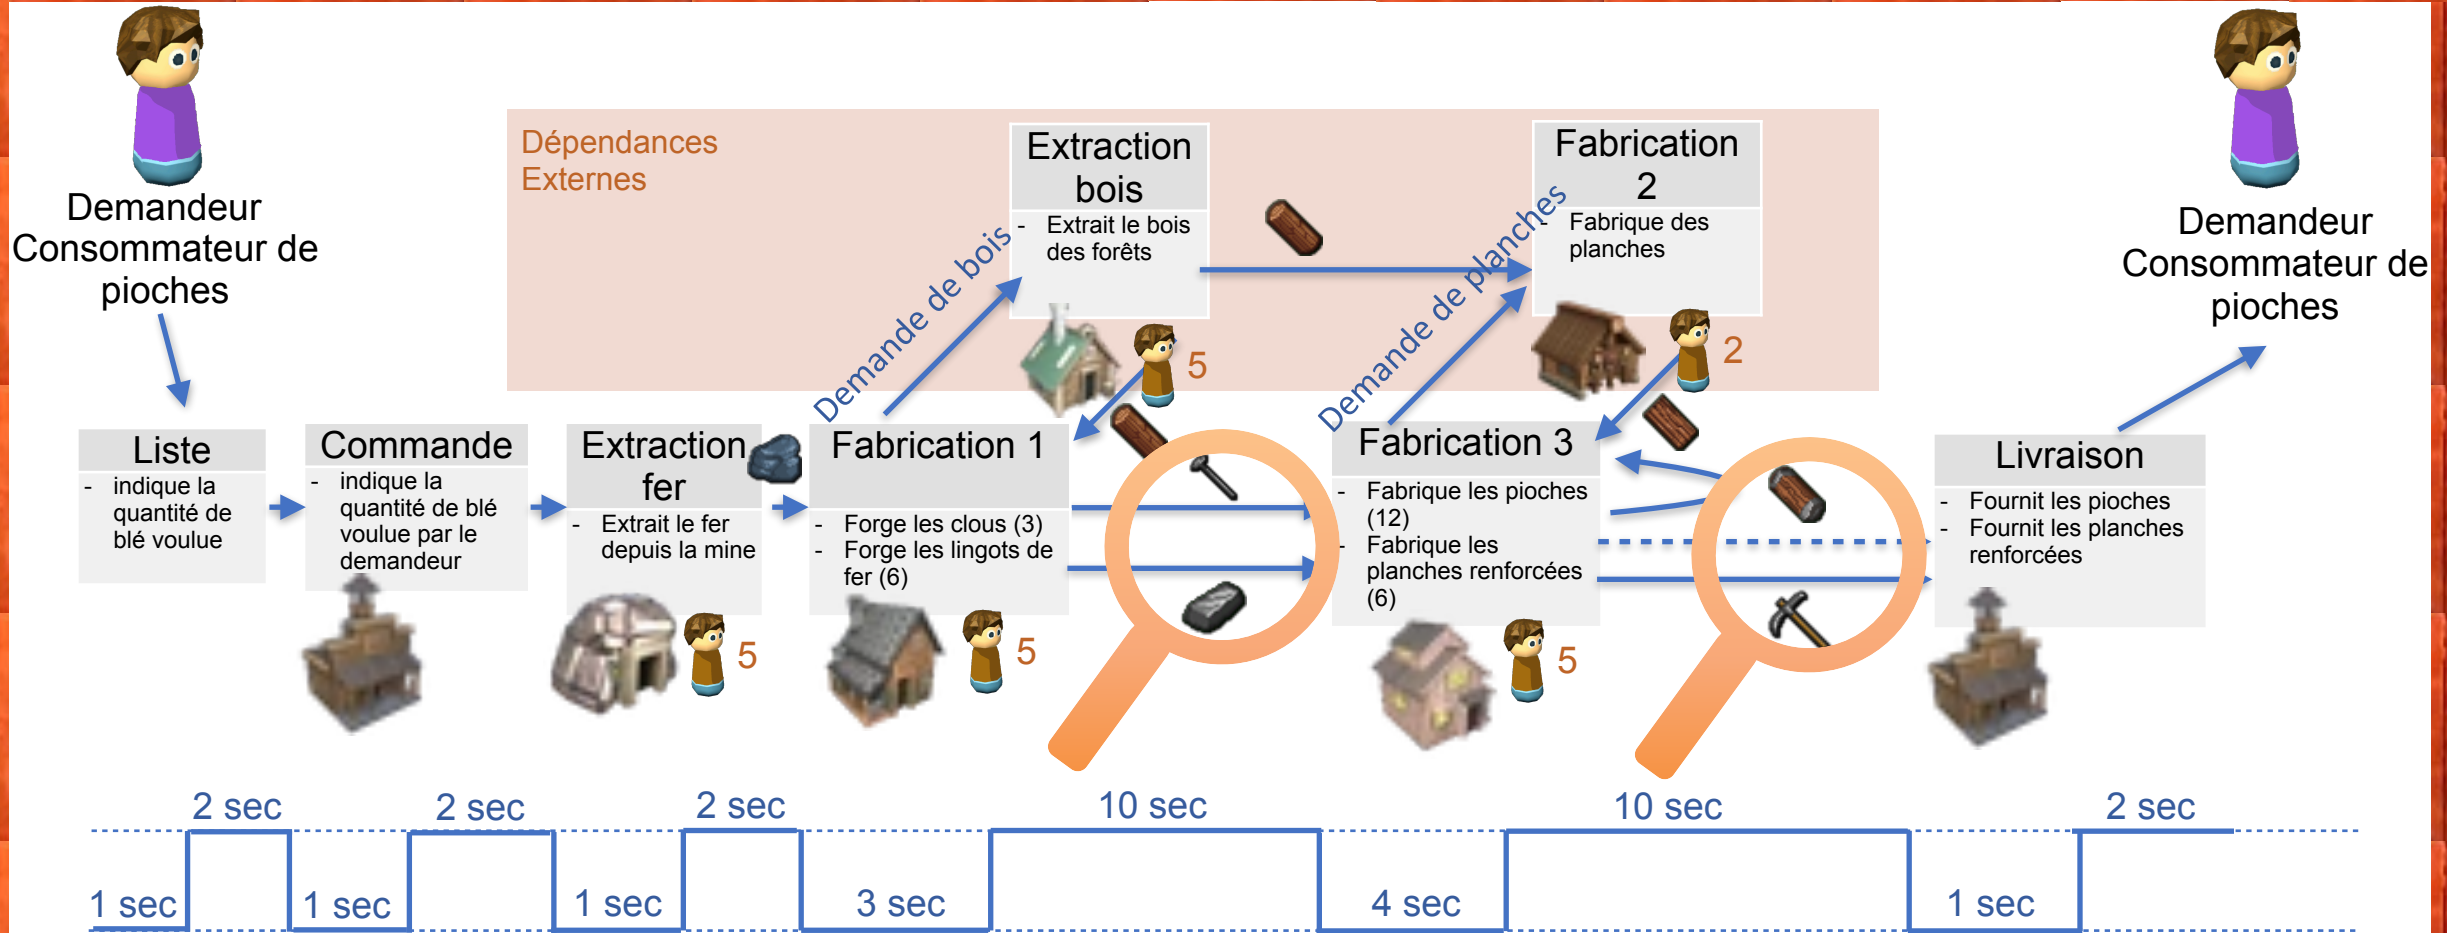 Demandeur
Consommateur de
pioches
Dépendances
Externes
Extraction
bois
- Extrait le bois
des forêts
Fabrication
2
- Fabrique des
planches
Demandeur
Consommateur de
pioches
Demande de bois
Demande de planches
5
2
Liste
- indique la
quantité de
blé voulue
Commande
- indique la
quantité de blé
voulue par le
demandeur
Extraction
fer
- Extrait le fer
depuis la mine
5
Fabrication 1
- Forge les clous (3)
- Forge les lingots de
fer (6)
5
Fabrication 3
- Fabrique les pioches
(12)
- Fabrique les
planches renforcées
(6)
5
Livraison
- Fournit les pioches
- Fournit les planches
renforcées
2 sec
2 sec
2 sec
10 sec
10 sec
2 sec
1 sec
1 sec
1 sec
3 sec
4 sec
1 sec